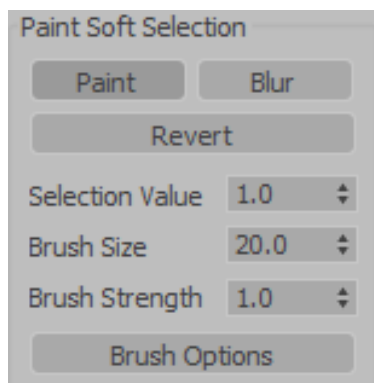 Paint Soft Selection
Paint Blur
Revert
Selection Value 1.0
Brush Size 20.0
Brush Strength 1.0
Brush Options